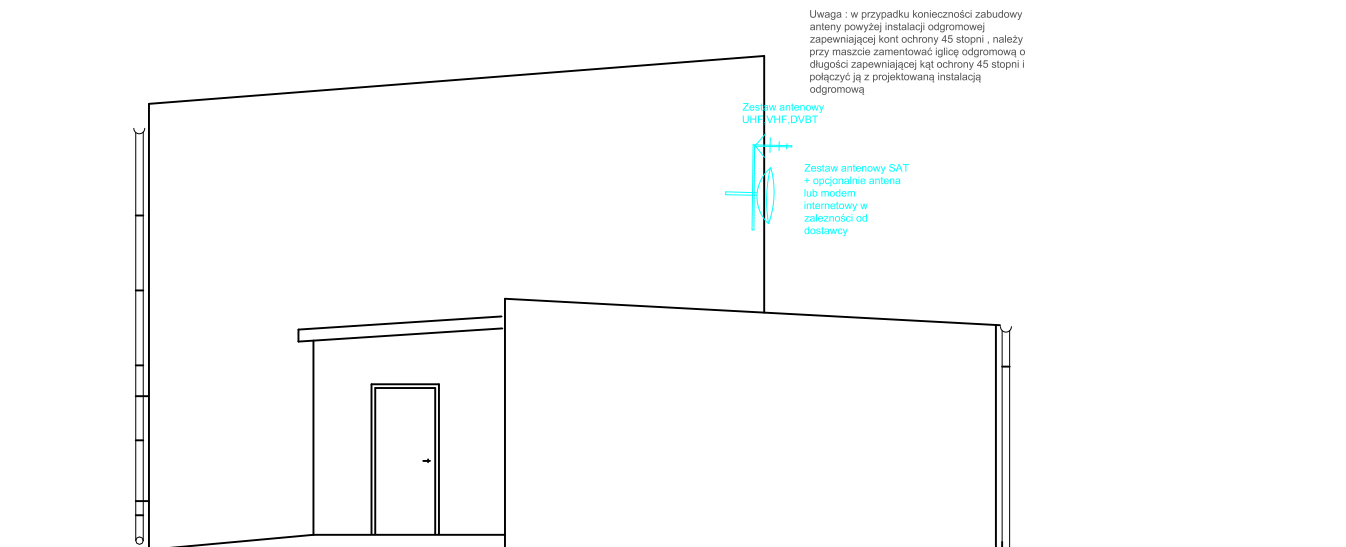 Uwaga : w przypadku konieczności zabudowy
anteny powyżej instalacji odgromowej
zapewniającej kont ochrony 45 stopni , należy
przy maszcie zamentować iglicę odgromową o
długości zapewniającej kąt ochrony 45 stopni i
połączyć ją z projektowaną instalacją
odgromową
Zestaw antenowy
UHF,VHF,DVBT
Zestaw antenowy SAT
+ opcjonalnie antena
lub modem
internetowy w
zalezności od
dostawcy